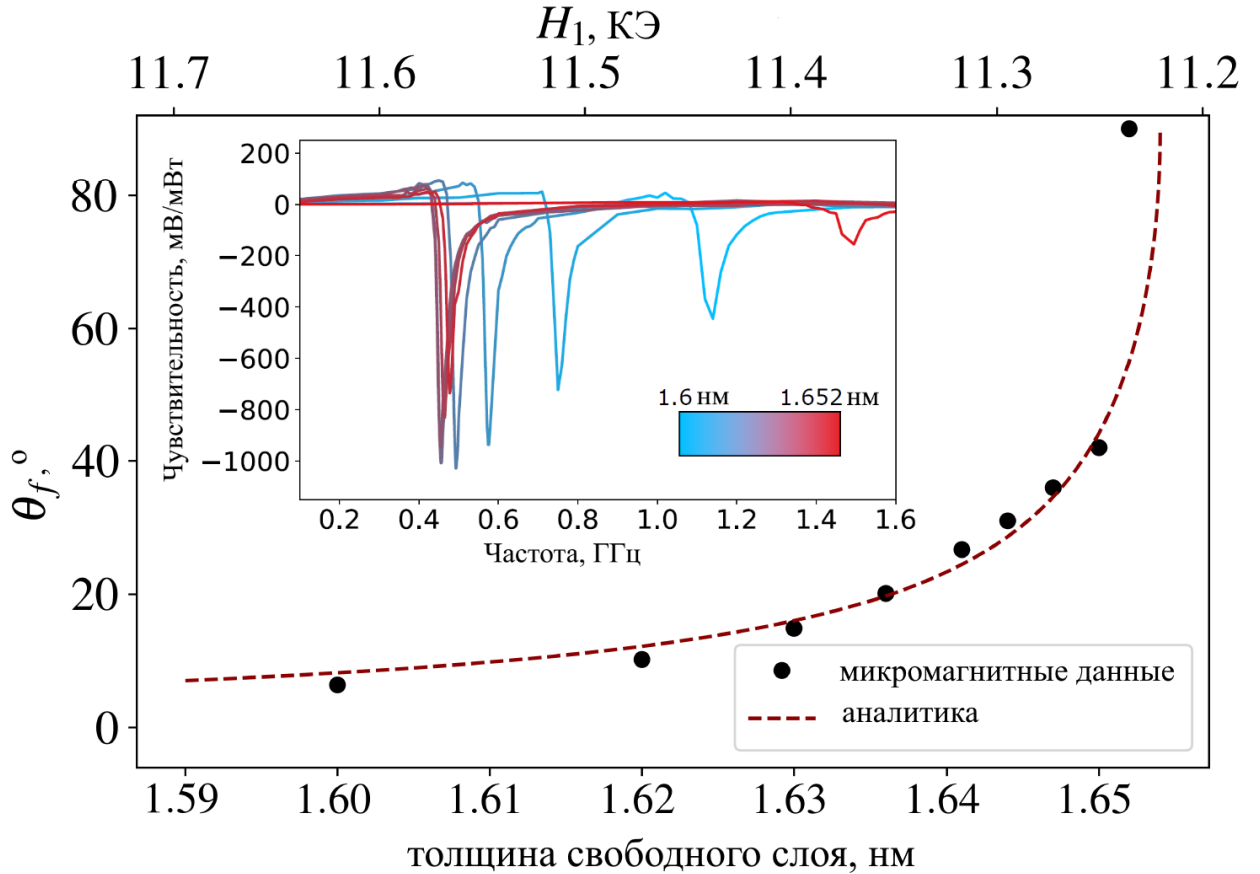 H₁, КЭ
11.7 11.6 11.5 11.4 11.3 11.2
θf, °
80
60
40
20
0
Чувствительность, мВ/мВт
200
0
−200
−400
−600
−800
−1000
1.6 нм 1.652 нм
0.2 0.4 0.6 0.8 1.0 1.2 1.4 1.6
Частота, ГГц
микромагнитные данные
аналитика
1.59 1.60 1.61 1.62 1.63 1.64 1.65
толщина свободного слоя, нм